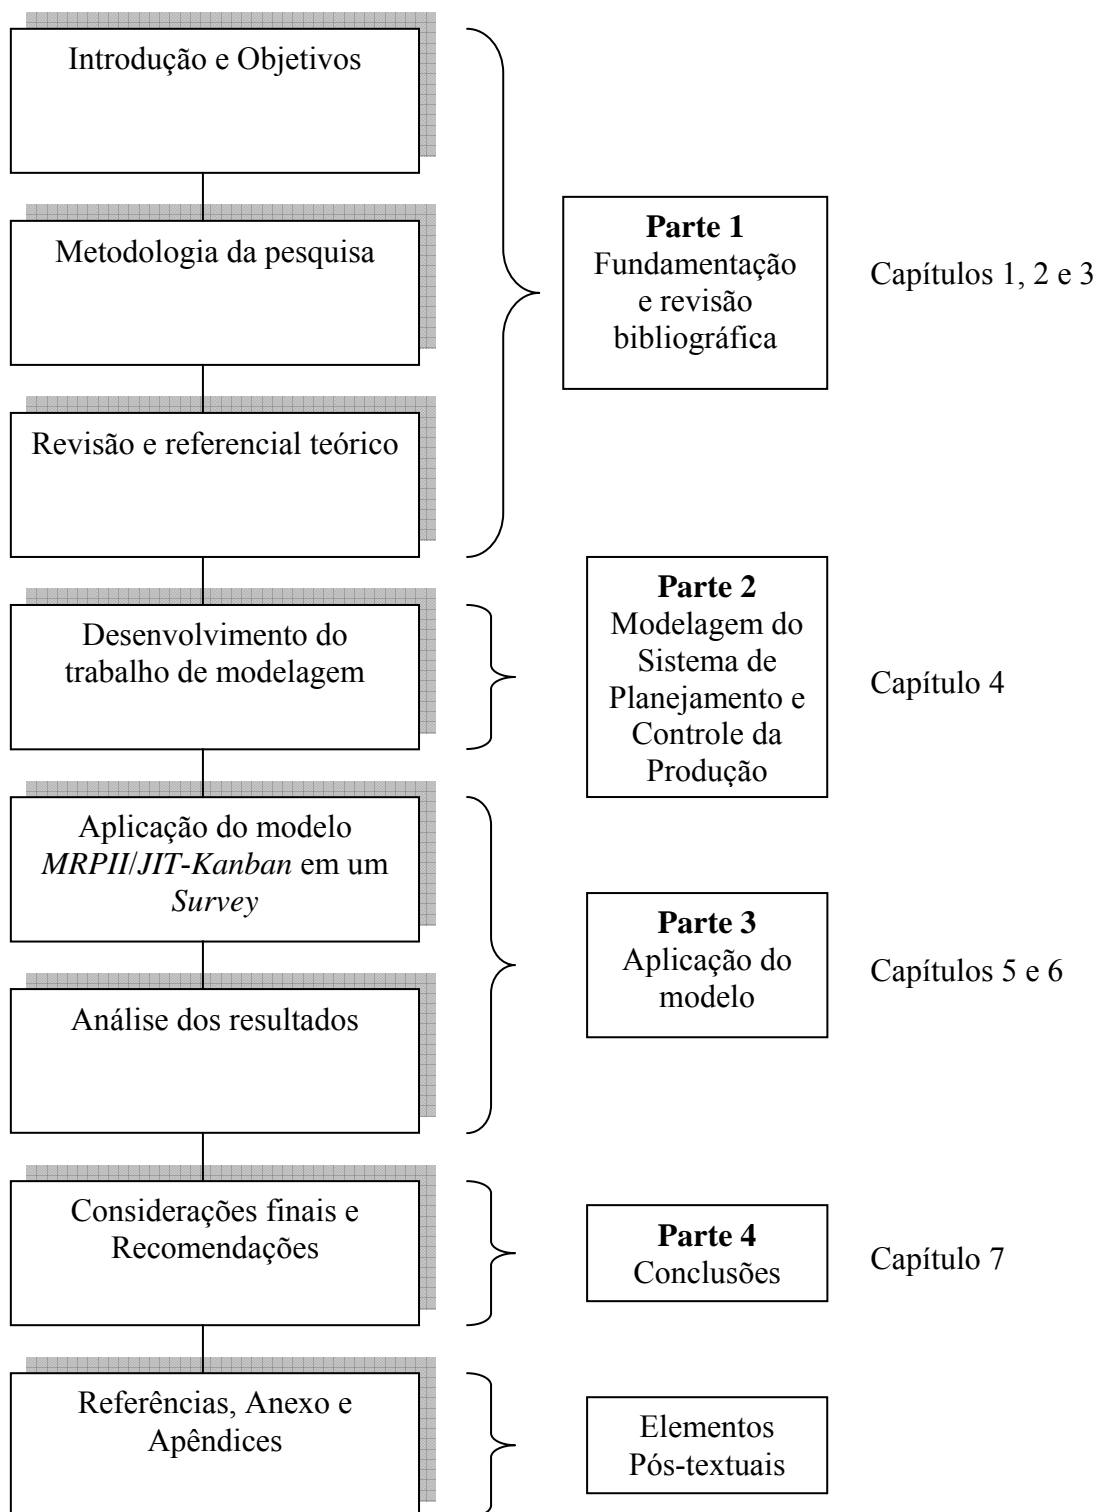 Introdução e Objetivos
Metodologia da pesquisa
Revisão e referencial teórico
Parte 1
Fundamentação
e revisão
bibliográfica
Capítulos 1, 2 e 3
Desenvolvimento do
trabalho de modelagem
Parte 2
Modelagem do
Sistema de
Planejamento e
Controle da
Produção
Capítulo 4
Aplicação do modelo
MRPII/JIT-Kanban em um
Survey
Análise dos resultados
Parte 3
Aplicação do
modelo
Capítulos 5 e 6
Considerações finais e
Recomendações
Parte 4
Conclusões
Capítulo 7
Referências, Anexo e
Apêndices
Elementos
Pós-textuais